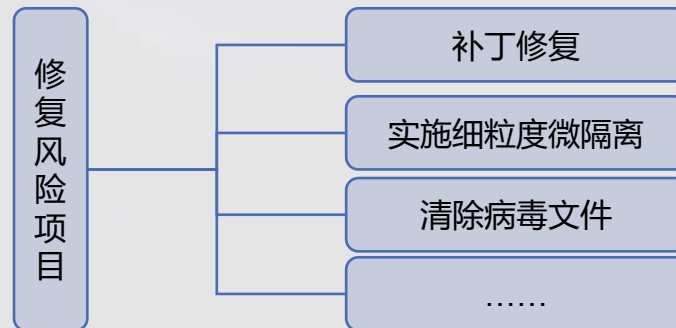 修复风险项目
补丁修复
实施细粒度微隔离
清除病毒文件
……